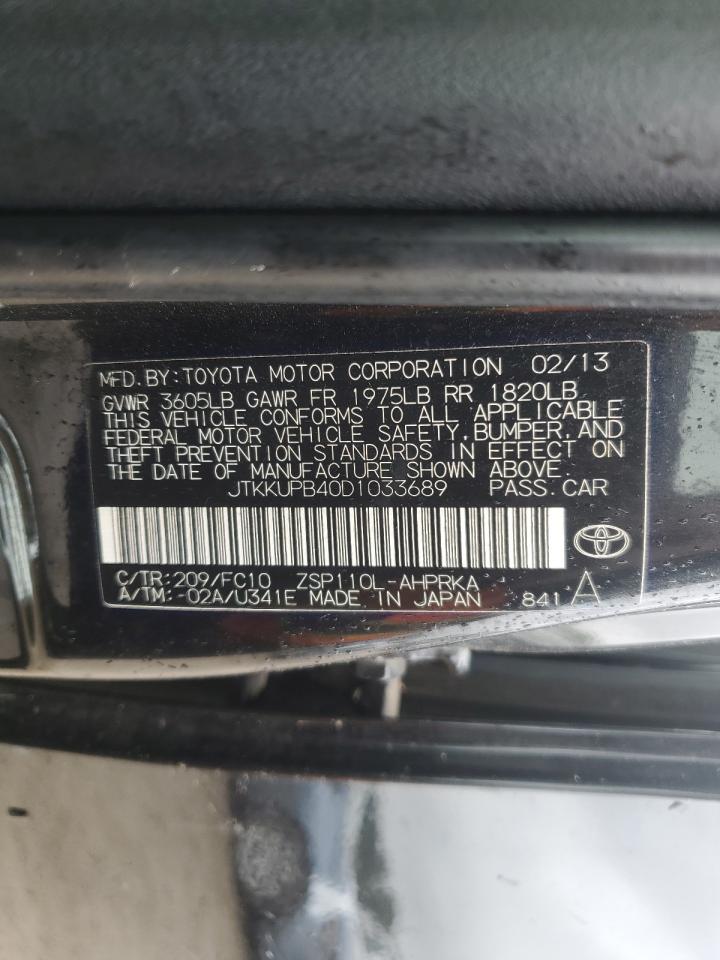 MFD.BY:TOYOTA MOTOR CORPORATION 02/13
GVWR 3605LB GAWR FR 1975LB RR 1820LB
THIS VEHICLE CONFORMS TO ALL APPLICABLE
FEDERAL MOTOR VEHICLE SAFETY,BUMPER,AND
THEFT PREVENTION STANDARDS IN EFFECT ON
THE DATE OF MANUFACTURE SHOWN ABOVE.
JTKKUPB40D1033689 PASS.CAR
C/TR:209/FC10 ZSP110L-AHPRKA
A/TM:-02A/U341E MADE IN JAPAN 841 A